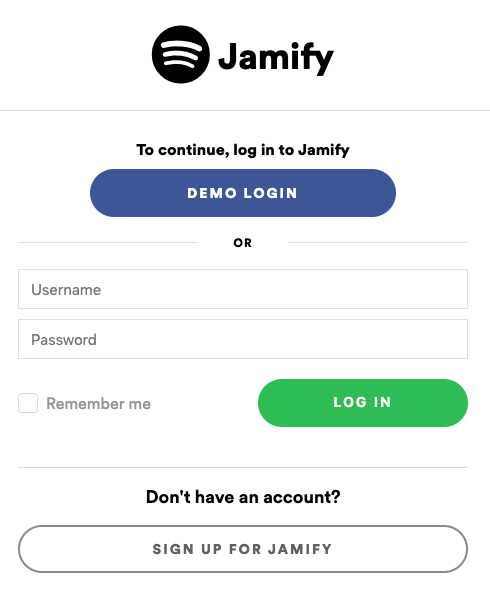 Jamify
To continue, log in to Jamify
DEMO LOGIN
OR
Username
Password
Remember me
LOG IN
Don't have an account?
SIGN UP FOR JAMIFY